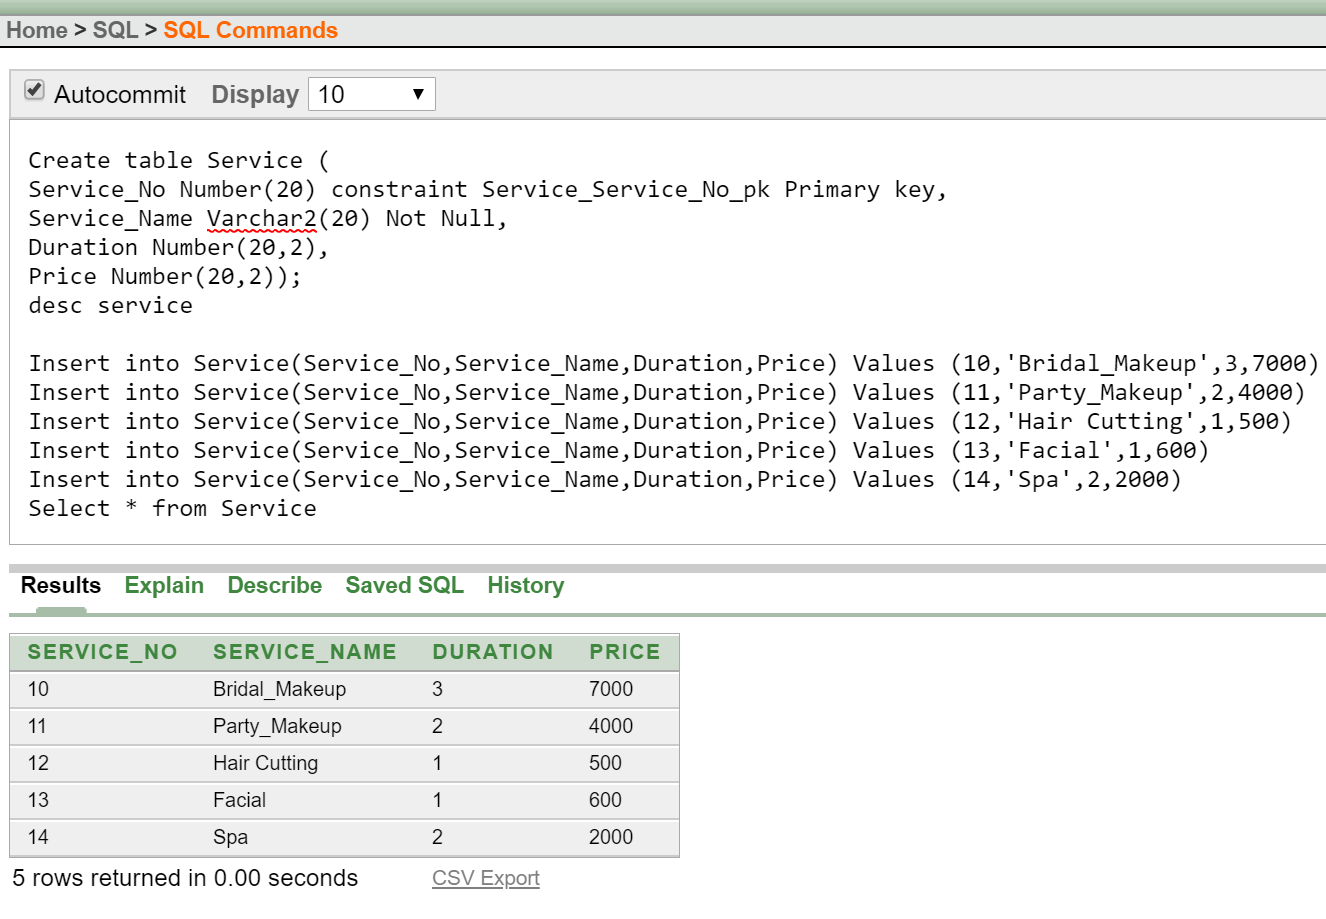 Home > SQL > SQL Commands
Autocommit Display 10
Create table Service (
Service_No Number(20) constraint Service_Service_No_pk Primary key,
Service_Name Varchar2(20) Not Null,
Duration Number(20,2),
Price Number(20,2));
desc service
Insert into Service(Service_No,Service_Name,Duration,Price) Values (10,'Bridal_Makeup',3,7000)
Insert into Service(Service_No,Service_Name,Duration,Price) Values (11,'Party_Makeup',2,4000)
Insert into Service(Service_No,Service_Name,Duration,Price) Values (12,'Hair Cutting',1,500)
Insert into Service(Service_No,Service_Name,Duration,Price) Values (13,'Facial',1,600)
Insert into Service(Service_No,Service_Name,Duration,Price) Values (14,'Spa',2,2000)
Select * from Service
Results Explain Describe Saved SQL History
SERVICE_NO SERVICE_NAME DURATION PRICE
10 Bridal_Makeup 3 7000
11 Party_Makeup 2 4000
12 Hair Cutting 1 500
13 Facial 1 600
14 Spa 2 2000
5 rows returned in 0.00 seconds CSV Export